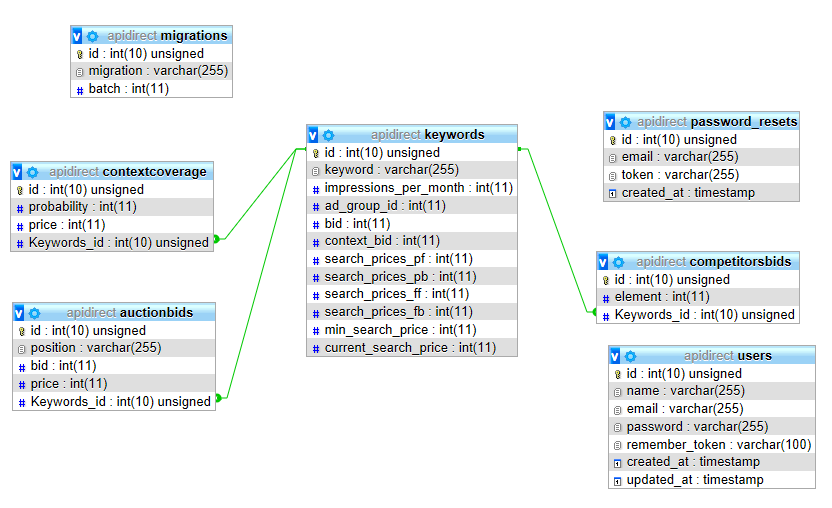 apidirect migrations
id : int(10) unsigned
migration : varchar(255)
batch : int(11)
apidirect contextcoverage
id : int(10) unsigned
probability : int(11)
price : int(11)
Keywords_id : int(10) unsigned
apidirect auctionbids
id : int(10) unsigned
position : varchar(255)
bid : int(11)
price : int(11)
Keywords_id : int(10) unsigned
apidirect keywords
id : int(10) unsigned
keyword : varchar(255)
impressions_per_month : int(11)
ad_group_id : int(11)
bid : int(11)
context_bid : int(11)
search_prices_pf : int(11)
search_prices_pb : int(11)
search_prices_ff : int(11)
search_prices_fb : int(11)
min_search_price : int(11)
current_search_price : int(11)
apidirect password_resets
id : int(10) unsigned
email : varchar(255)
token : varchar(255)
created_at : timestamp
apidirect competitorsbids
id : int(10) unsigned
element : int(11)
Keywords_id : int(10) unsigned
apidirect users
id : int(10) unsigned
name : varchar(255)
email : varchar(255)
password : varchar(255)
remember_token : varchar(100)
created_at : timestamp
updated_at : timestamp